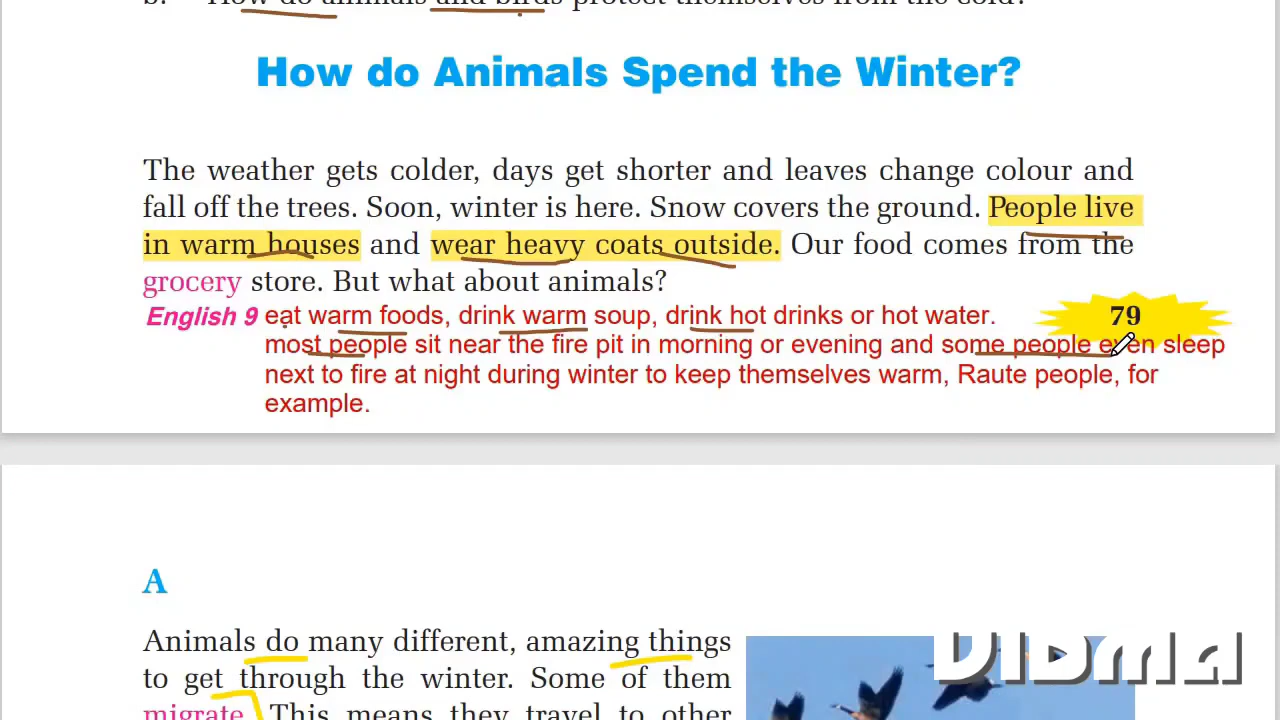 b. How do animals and birds protect themselves from the cold?
How do Animals Spend the Winter?
The weather gets colder, days get shorter and leaves change colour and
fall off the trees. Soon, winter is here. Snow covers the ground. People live
in warm houses and wear heavy coats outside. Our food comes from the
grocery store. But what about animals?
English 9 eat warm foods, drink warm soup, drink hot drinks or hot water. 79
most people sit near the fire pit in morning or evening and some people even sleep
next to fire at night during winter to keep themselves warm, Raute people, for
example.
A
Animals do many different, amazing things
to get through the winter. Some of them
migrate. This means they travel to other